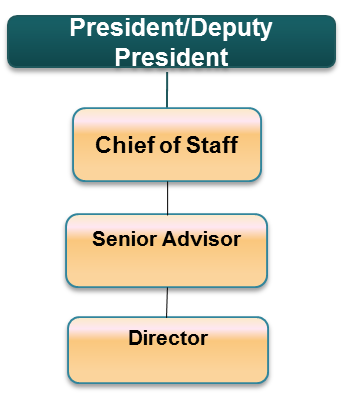 President/Deputy
President
Chief of Staff
Senior Advisor
Director